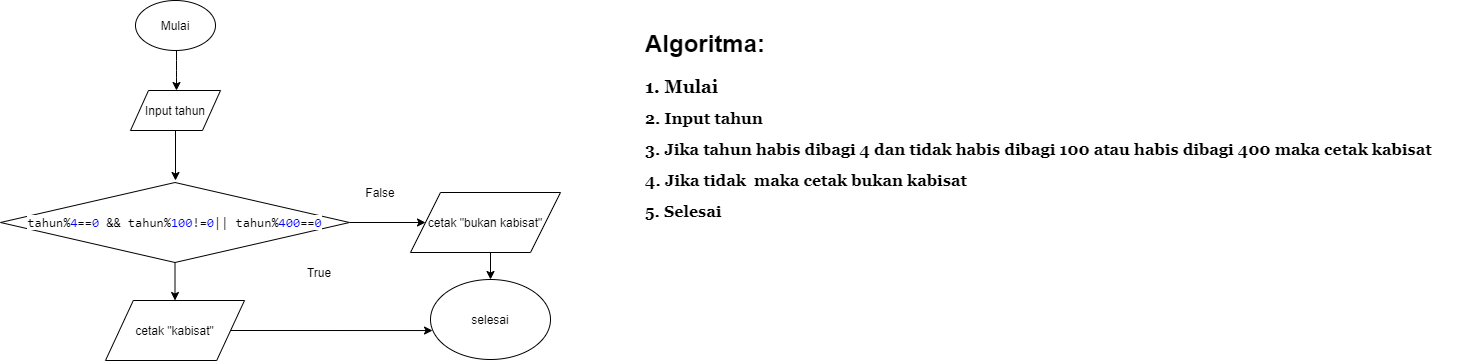 Mulai
Input tahun
False
tahun%4==0 && tahun%100!=0|| tahun%400==0
cetak "bukan kabisat"
True
cetak "kabisat"
selesai
Algoritma:
1. Mulai
2. Input tahun
3. Jika tahun habis dibagi 4 dan tidak habis dibagi 100 atau habis dibagi 400 maka cetak kabisat
4. Jika tidak  maka cetak bukan kabisat
5. Selesai